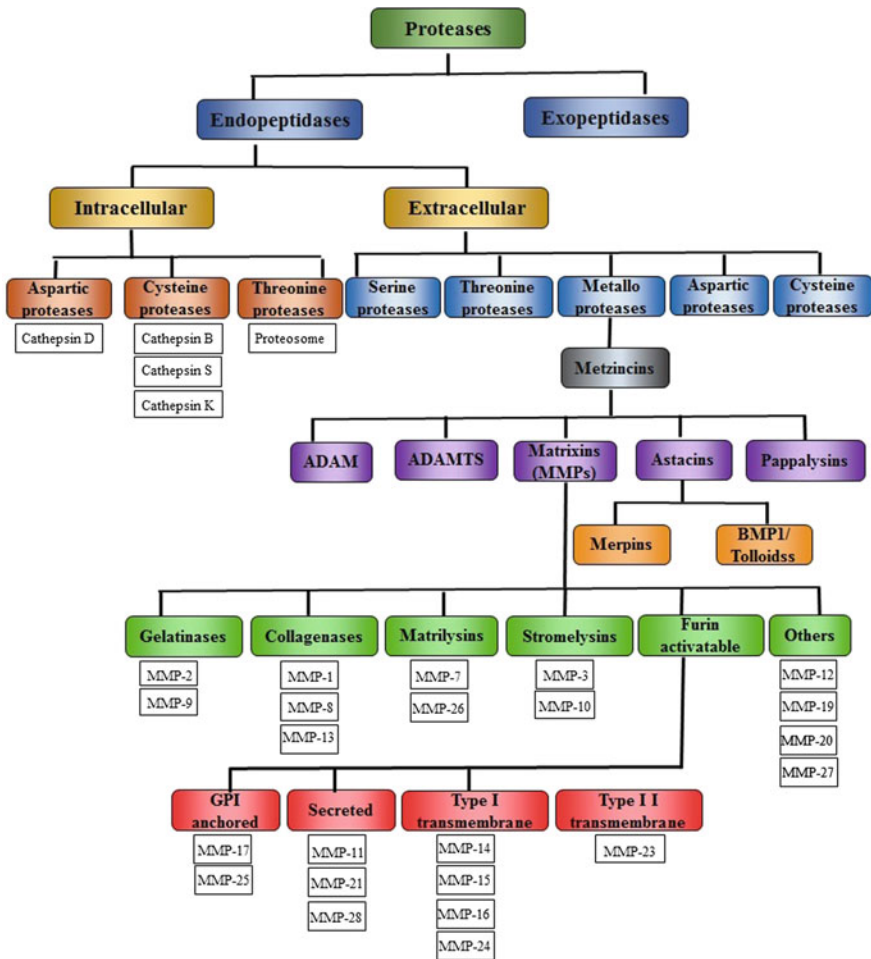 Proteases
Endopeptidases
Exopeptidases
Intracellular
Extracellular
Aspartic
proteases
Cysteine
proteases
Threonine
proteases
Serine
proteases
Threonine
proteases
Metallo
proteases
Aspartic
proteases
Cysteine
proteases
Cathepsin D
Cathepsin B
Cathepsin S
Cathepsin K
Proteosome
Metzincins
ADAM
ADAMTS
Matrixins
(MMPs)
Astacins
Pappalysins
Merpins
BMP1/
Tolloidss
Gelatinases
Collagenases
Matrilysins
Stromelysins
Furin
activatable
Others
MMP-2
MMP-9
MMP-1
MMP-8
MMP-13
MMP-7
MMP-26
MMP-3
MMP-10
MMP-12
MMP-19
MMP-20
MMP-27
GPI
anchored
Secreted
Type I
transmembrane
Type I I
transmembrane
MMP-17
MMP-25
MMP-11
MMP-21
MMP-28
MMP-14
MMP-15
MMP-16
MMP-24
MMP-23